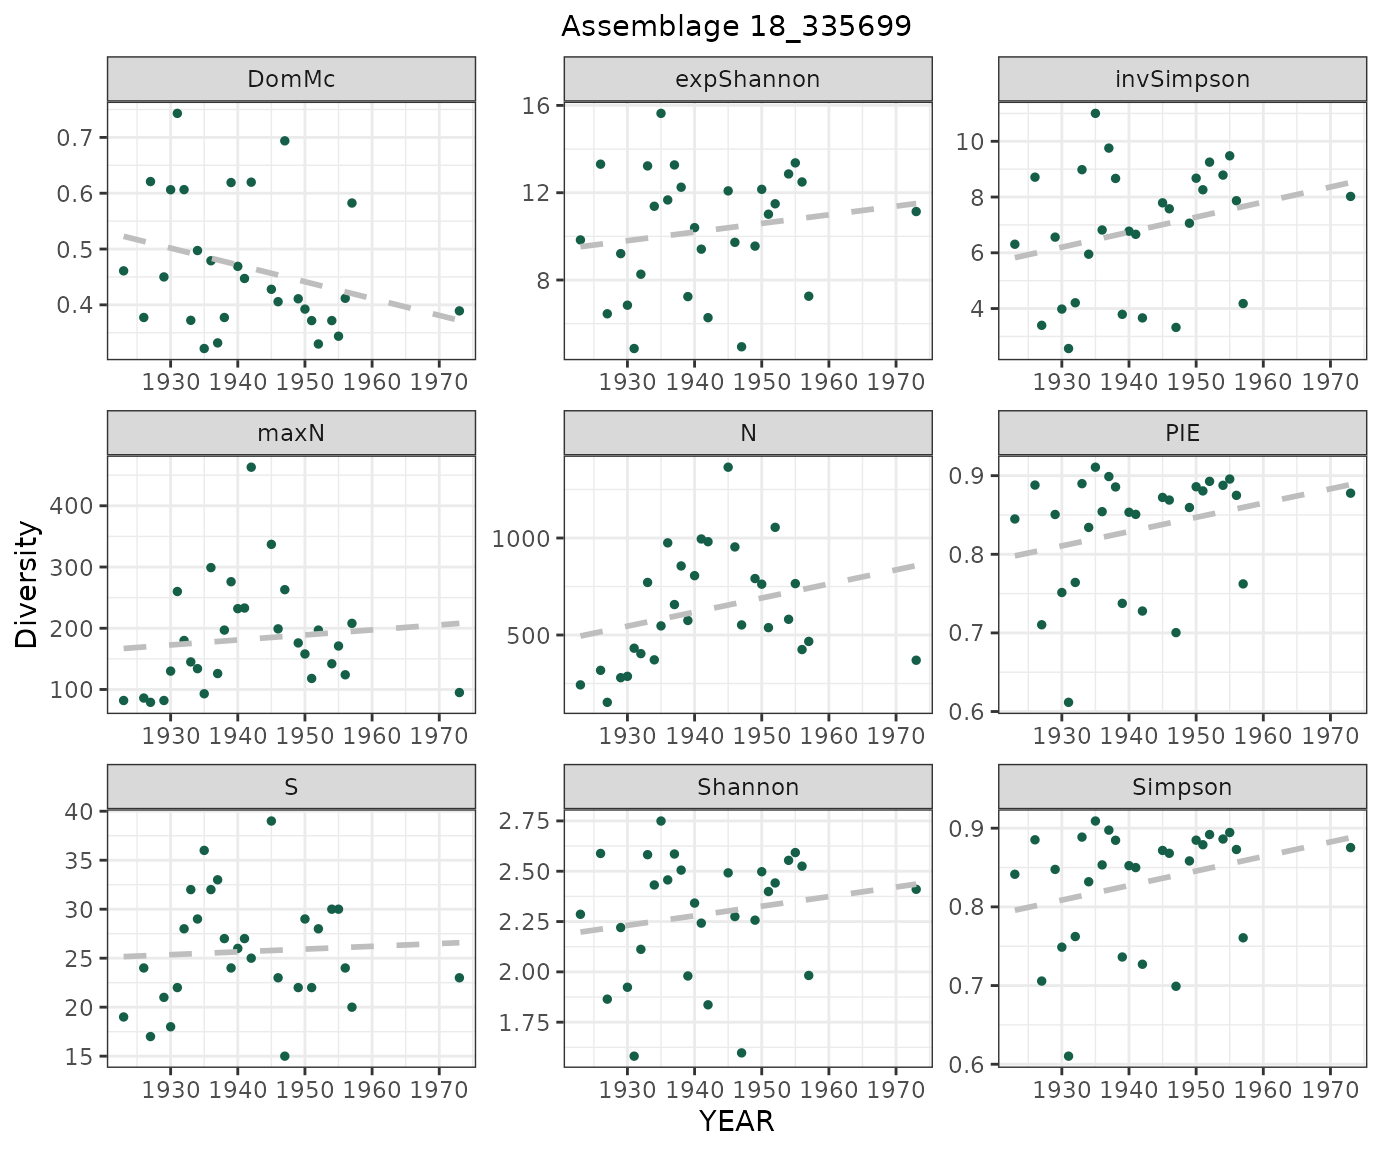 Assemblage 18_335699
DomMc
expShannon
invSimpson
0.7
0.6
0.5
0.4
1930 1940 1950 1960 1970
16
12
8
1930 1940 1950 1960 1970
10
8
6
4
1930 1940 1950 1960 1970
maxN
N
PIE
400
300
200
100
1930 1940 1950 1960 1970
1000
500
1930 1940 1950 1960 1970
0.9
0.8
0.7
0.6
1930 1940 1950 1960 1970
Diversity
S
Shannon
Simpson
40
35
30
25
20
15
1930 1940 1950 1960 1970
2.75
2.50
2.25
2.00
1.75
1930 1940 1950 1960 1970
0.9
0.8
0.7
0.6
1930 1940 1950 1960 1970
YEAR